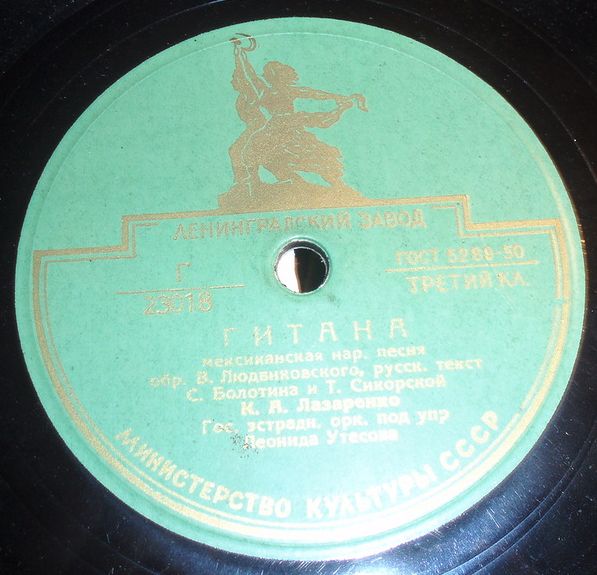 ЛЕНИНГРАДСКИЙ ЗАВОД
Г
23018
ГОСТ 5289-50
ТРЕТИЙ КЛ.
ГИТАНА
мексиканская нар. песня
обр. В. Людвиковского, русск. текст
С. Болотина и Т. Сикорской
К. А. Лазаренко
Гос. эстрадн. орк. под упр
Леонида Утесова
МИНИСТЕРСТВО КУЛЬТУРЫ СССР